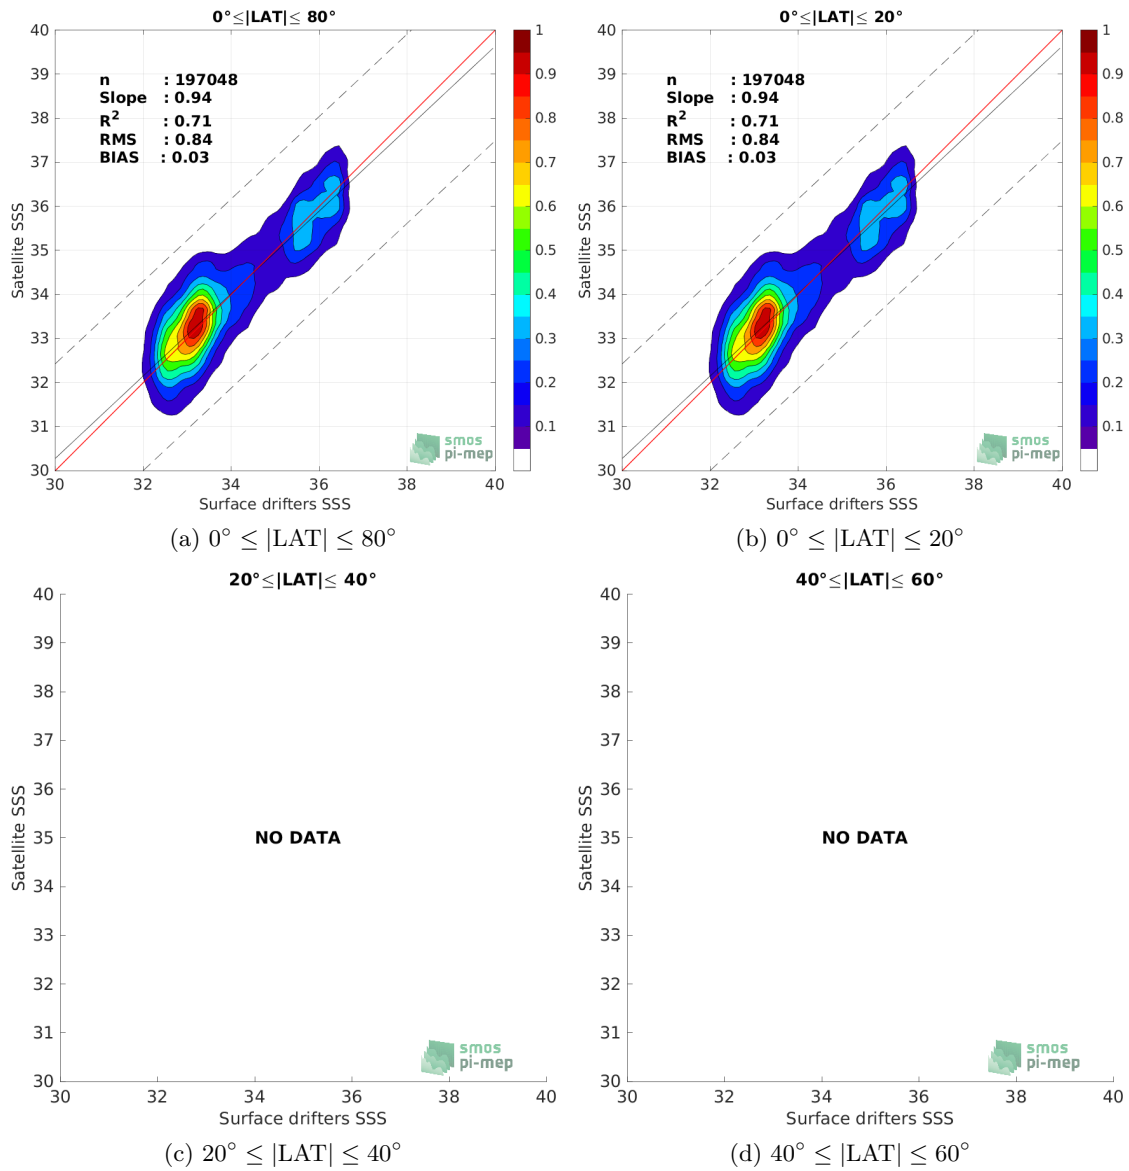 0°≤|LAT|≤ 80°
40
39
38
37
36
35
34
33
32
31
30
Satellite SSS
n : 197048
Slope : 0.94
R² : 0.71
RMS : 0.84
BIAS : 0.03
1
0.9
0.8
0.7
0.6
0.5
0.4
0.3
0.2
0.1
smos
pi-mep
30 32 34 36 38 40
Surface drifters SSS
(a) 0° ≤ |LAT| ≤ 80°
0°≤|LAT|≤ 20°
40
39
38
37
36
35
34
33
32
31
30
Satellite SSS
n : 197048
Slope : 0.94
R² : 0.71
RMS : 0.84
BIAS : 0.03
1
0.9
0.8
0.7
0.6
0.5
0.4
0.3
0.2
0.1
smos
pi-mep
30 32 34 36 38 40
Surface drifters SSS
(b) 0° ≤ |LAT| ≤ 20°
20°≤|LAT|≤ 40°
40
39
38
37
36
35
34
33
32
31
30
Satellite SSS
NO DATA
smos
pi-mep
30 32 34 36 38 40
Surface drifters SSS
(c) 20° ≤ |LAT| ≤ 40°
40°≤|LAT|≤ 60°
40
39
38
37
36
35
34
33
32
31
30
Satellite SSS
NO DATA
smos
pi-mep
30 32 34 36 38 40
Surface drifters SSS
(d) 40° ≤ |LAT| ≤ 60°